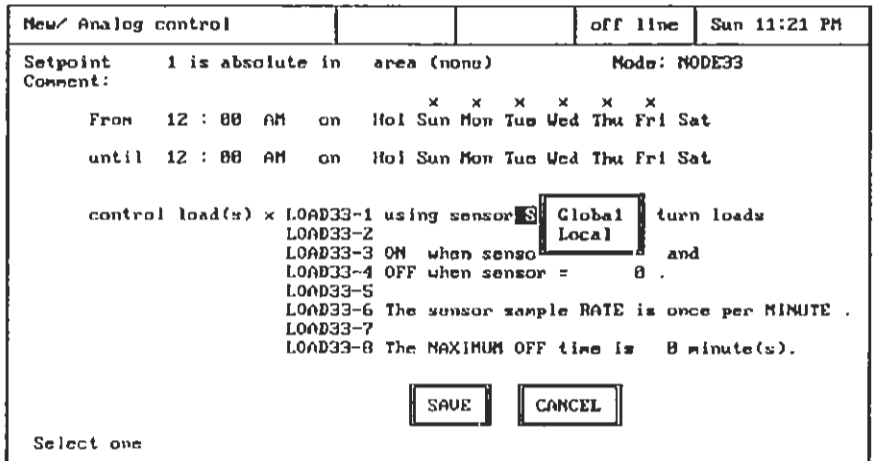 New/ Analog control off line Sun 11:21 PM
Setpoint 1 is absolute in area (none) Mode: NODE33
Comment:
x x x x x x
From 12 : 00 AM on Hol Sun Mon Tue Wed Thu Fri Sat
until 12 : 00 AM on Hol Sun Mon Tue Wed Thu Fri Sat
control load(s) x LOAD33-1 using sensor S Global turn loads
LOAD33-2 Local
LOAD33-3 ON when senso and
LOAD33-4 OFF when sensor = 0 .
LOAD33-5
LOAD33-6 The sensor sample RATE is once per MINUTE .
LOAD33-7
LOAD33-8 The MAXIMUM OFF time is 0 minute(s).
SAVE CANCEL
Select one